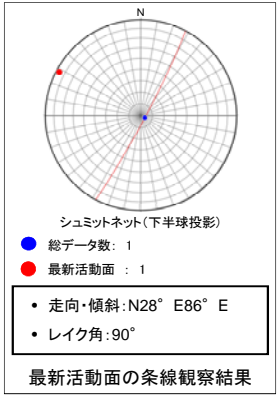 N
シュミットネット(下半球投影)
総データ数: 1
最新活動面 : 1
• 走向・傾斜:N28°E86°E
• レイク角:90°
最新活動面の条線観察結果